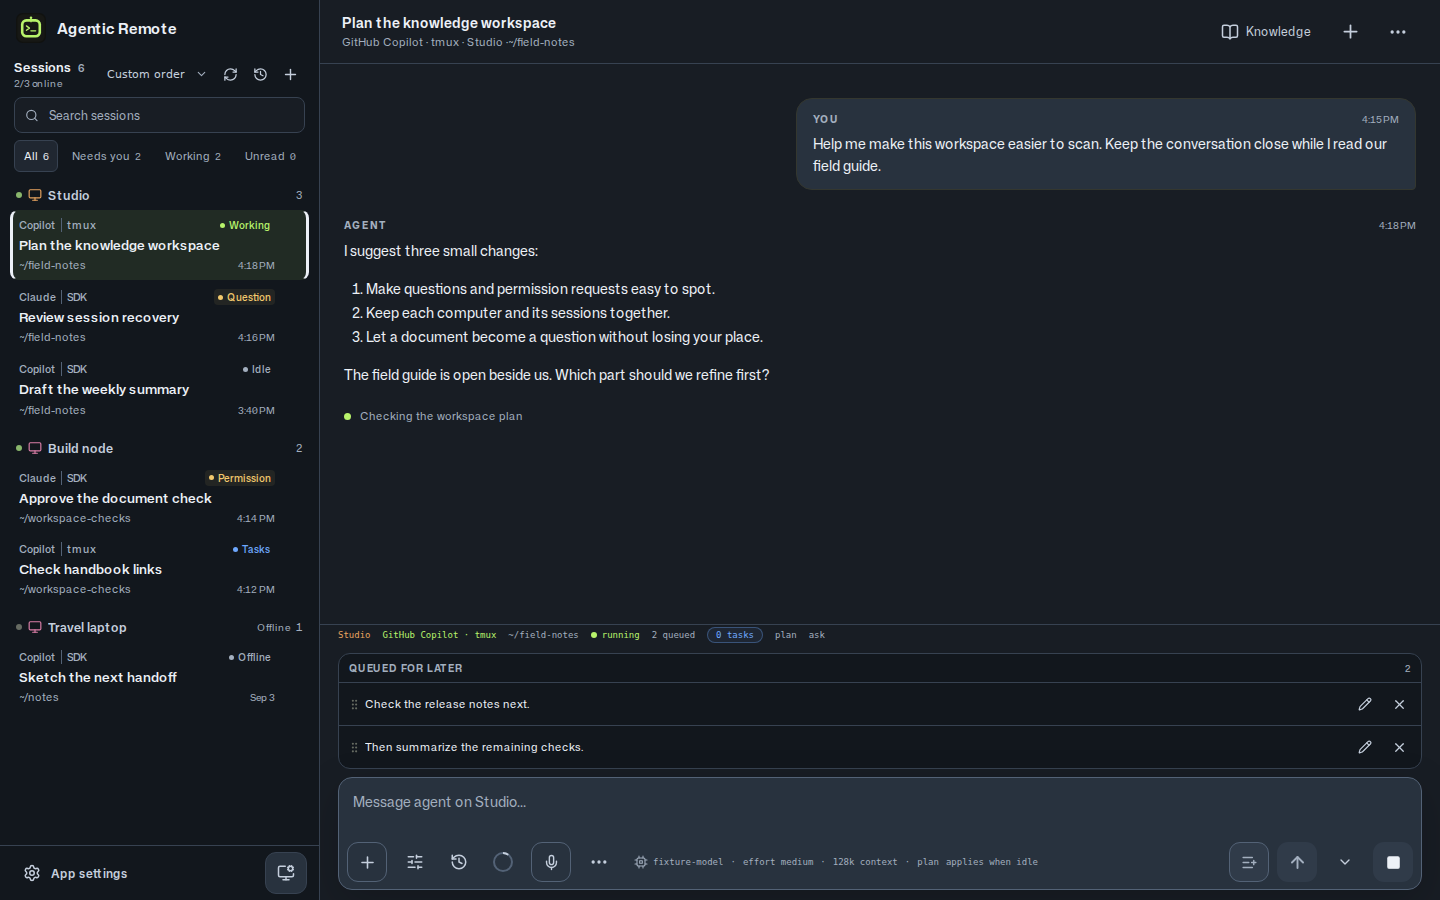 Agentic Remote
Sessions 6
2/3 online
Custom order
Search sessions
All 6
Needs you 2
Working 2
Unread 0
Studio 3
Copilot | tmux Working
Plan the knowledge workspace
~/field-notes 4:18 PM
Claude | SDK Question
Review session recovery
~/field-notes 4:16 PM
Copilot | SDK Idle
Draft the weekly summary
~/field-notes 3:40 PM
Build node 2
Claude | SDK Permission
Approve the document check
~/workspace-checks 4:14 PM
Copilot | tmux Tasks
Check handbook links
~/workspace-checks 4:12 PM
Travel laptop Offline 1
Copilot | SDK Offline
Sketch the next handoff
~/notes Sep 3
App settings
Plan the knowledge workspace
GitHub Copilot · tmux · Studio · ~/field-notes
Knowledge
YOU 4:15 PM
Help me make this workspace easier to scan. Keep the conversation close while I read our
field guide.
AGENT 4:18 PM
I suggest three small changes:
1. Make questions and permission requests easy to spot.
2. Keep each computer and its sessions together.
3. Let a document become a question without losing your place.
The field guide is open beside us. Which part should we refine first?
Checking the workspace plan
Studio GitHub Copilot · tmux ~/field-notes running 2 queued 0 tasks plan ask
QUEUED FOR LATER 2
Check the release notes next.
Then summarize the remaining checks.
Message agent on Studio...
fixture-model · effort medium · 128k context · plan applies when idle